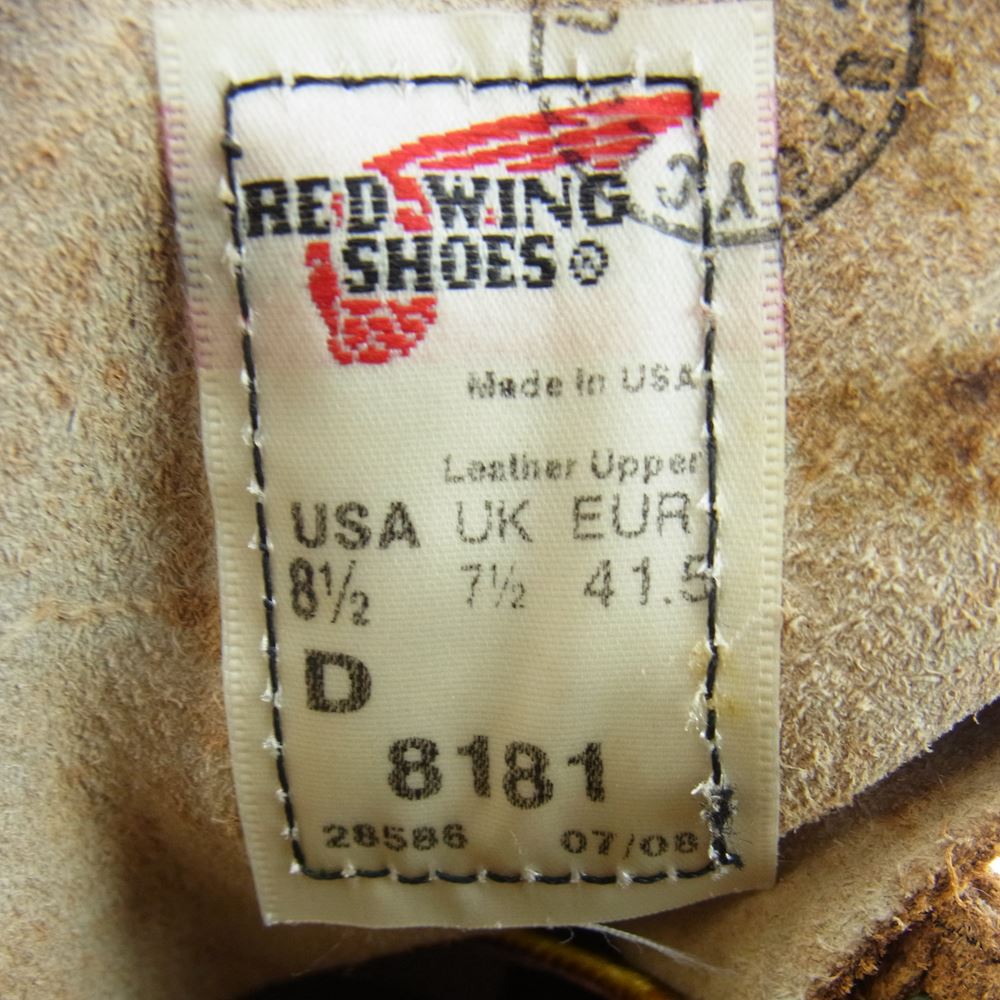 RED WING
SHOES®
Made in USA
Leather Upper
USA UK EUR
8½ 7½ 41.5
D
8181
28586 07/08